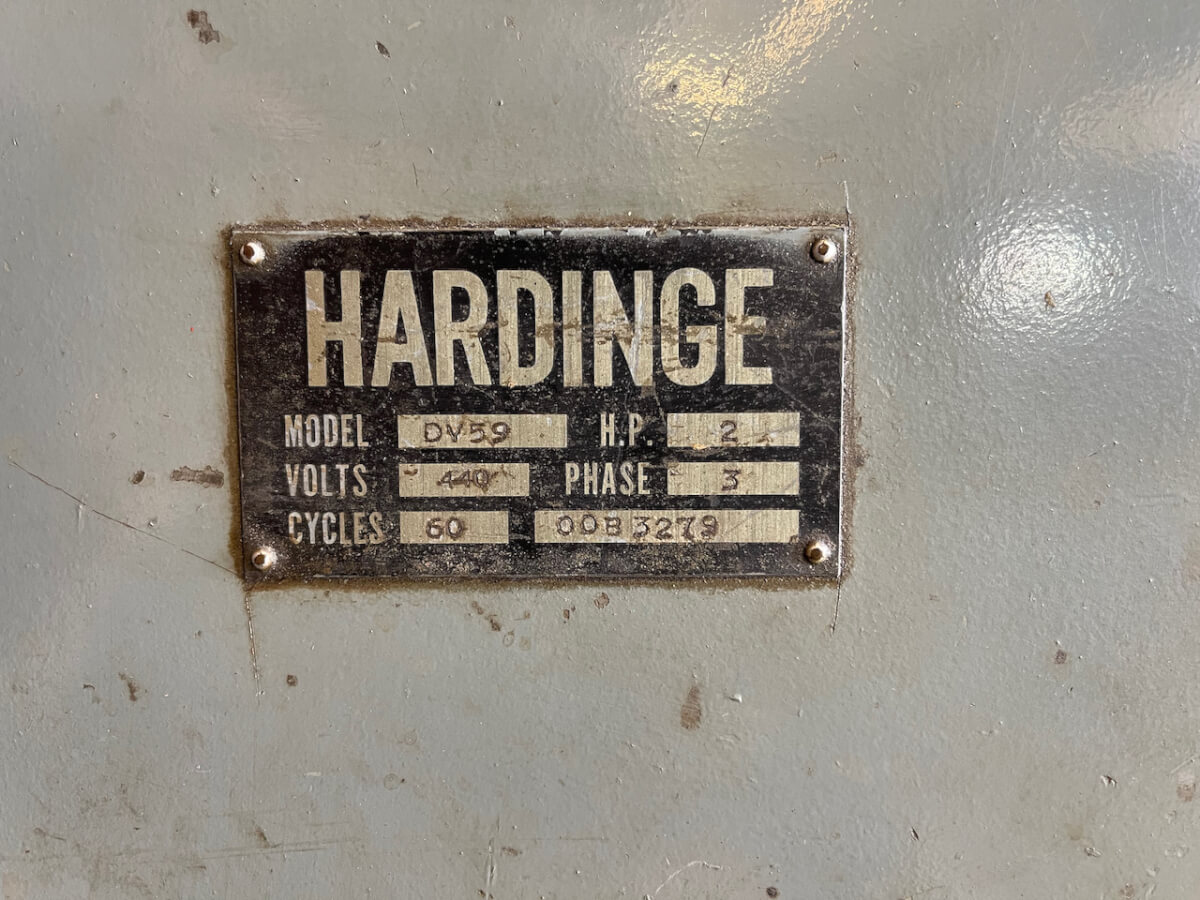 HARDINGE
MODEL DV59 H.P. 2
VOLTS 440 PHASE 3
CYCLES 60 00B3279